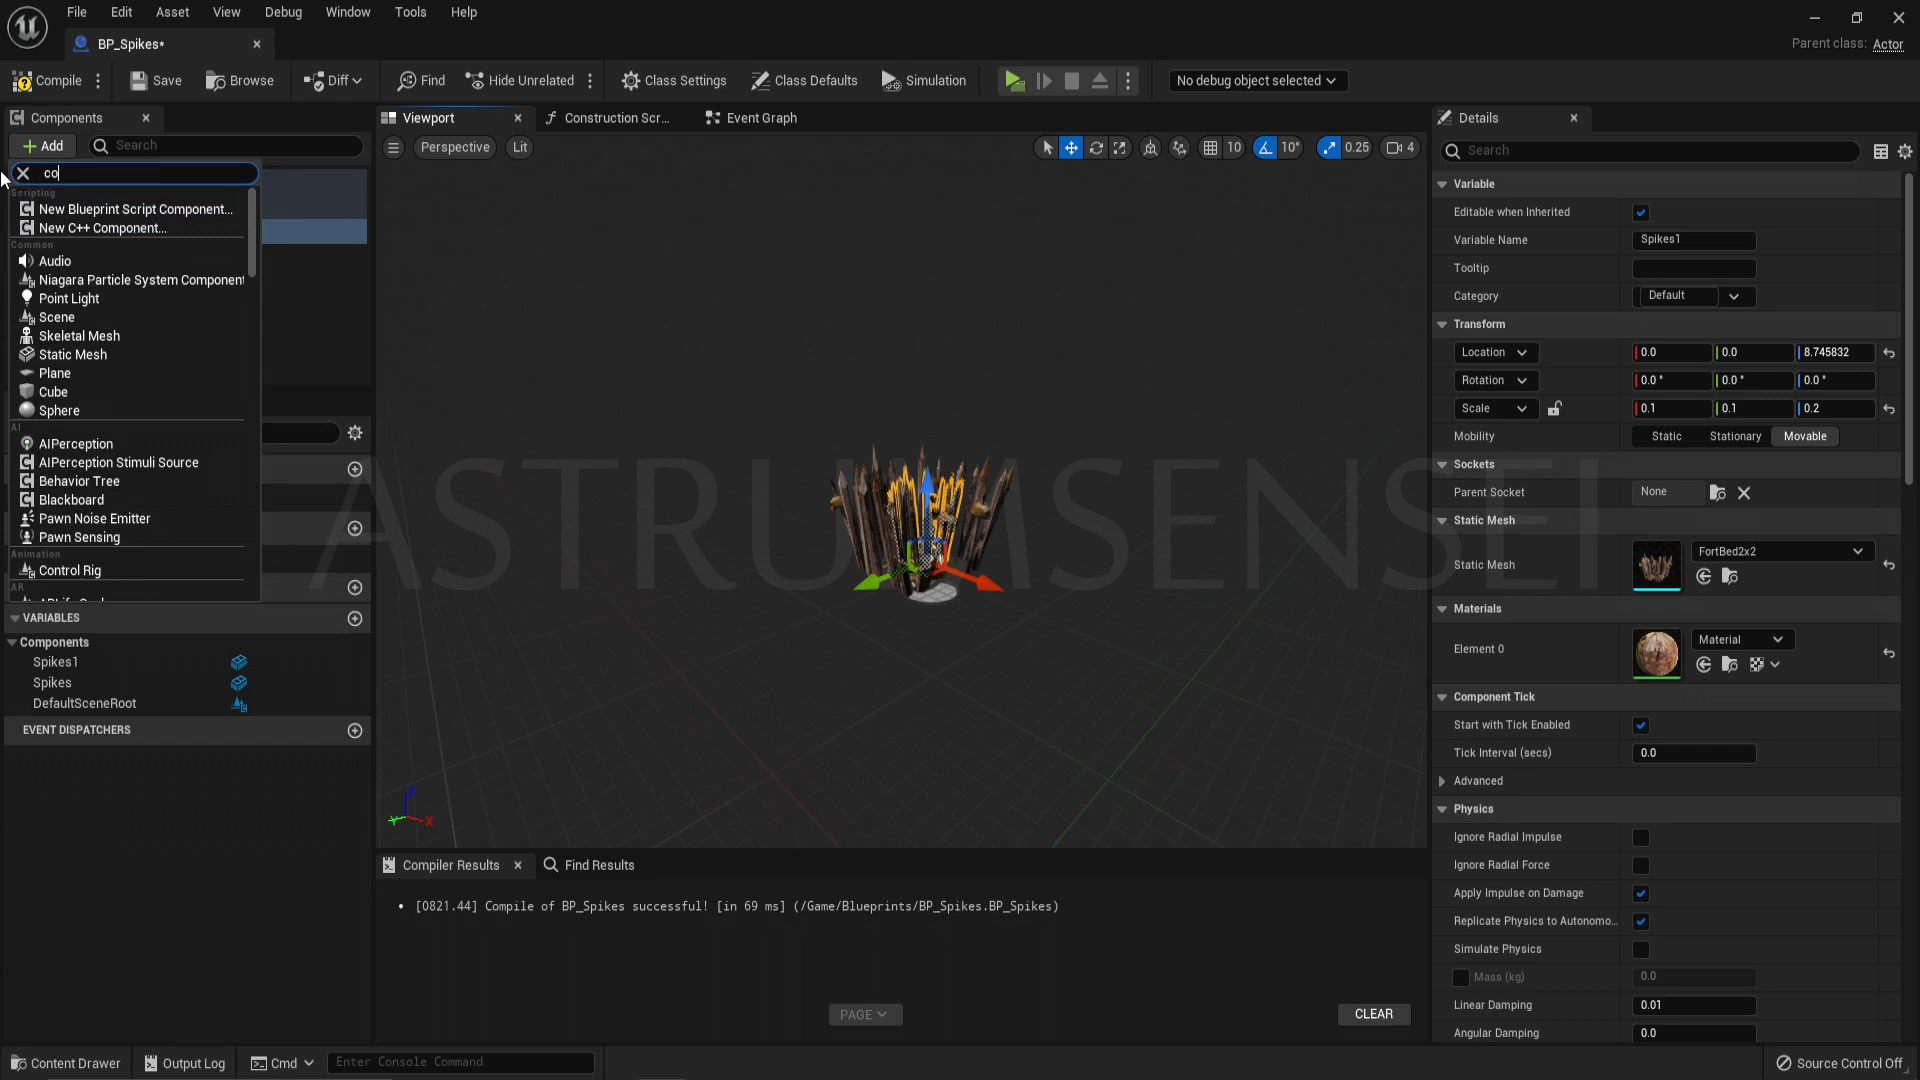 File Edit Asset View Debug Window Tools Help
BP_Spikes*
Parent class: Actor
Compile Save Browse Diff Find Hide Unrelated Class Settings Class Defaults Simulation No debug object selected
Components Viewport Construction Scr... Event Graph Details
Add Search
Perspective Lit 10 10° 0.25 4
Search
co
Scripting
New Blueprint Script Component...
New C++ Component...
Common
Audio
Niagara Particle System Component
Point Light
Scene
Skeletal Mesh
Static Mesh
Plane
Cube
Sphere
AI
AIPerception
AIPerception Stimuli Source
Behavior Tree
Blackboard
Pawn Noise Emitter
Pawn Sensing
Animation
Control Rig
AR
VARIABLES
Components
Spikes1
Spikes
DefaultSceneRoot
EVENT DISPATCHERS
ASTRUMSENSEI
Compiler Results Find Results
[0821.44] Compile of BP_Spikes successful! [in 69 ms] (/Game/Blueprints/BP_Spikes.BP_Spikes)
PAGE CLEAR
Variable
Editable when Inherited
Variable Name Spikes1
Tooltip
Category Default
Transform
Location 0.0 0.0 8.745832
Rotation 0.0° 0.0° 0.0°
Scale 0.1 0.1 0.2
Mobility Static Stationary Movable
Sockets
Parent Socket None
Static Mesh
Static Mesh FortBed2x2
Materials
Element 0 Material
Component Tick
Start with Tick Enabled
Tick Interval (secs) 0.0
Advanced
Physics
Ignore Radial Impulse
Ignore Radial Force
Apply Impulse on Damage
Replicate Physics to Autonomo...
Simulate Physics
Mass (kg) 0.0
Linear Damping 0.01
Angular Damping 0.0
Content Drawer Output Log Cmd Enter Console Command Source Control Off